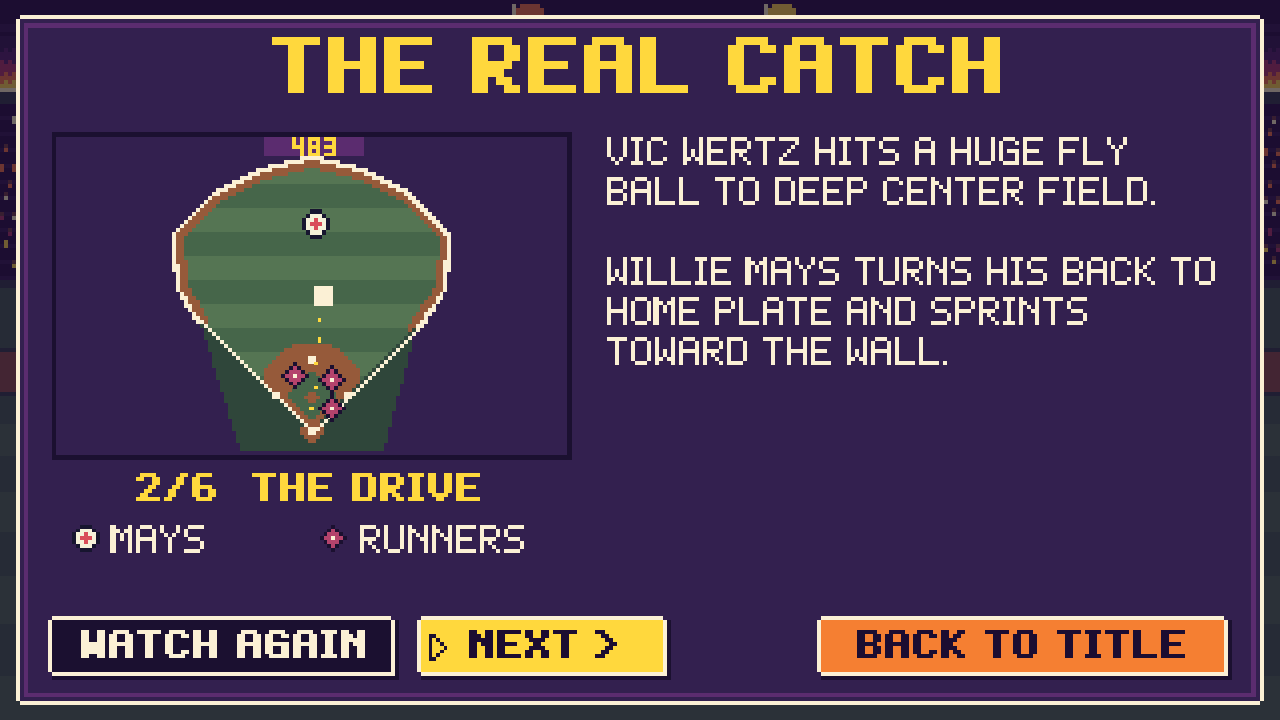 THE REAL CATCH
483
VIC WERTZ HITS A HUGE FLY
BALL TO DEEP CENTER FIELD.
WILLIE MAYS TURNS HIS BACK TO
HOME PLATE AND SPRINTS
TOWARD THE WALL.
2/6 THE DRIVE
MAYS
RUNNERS
WATCH AGAIN
NEXT >
BACK TO TITLE